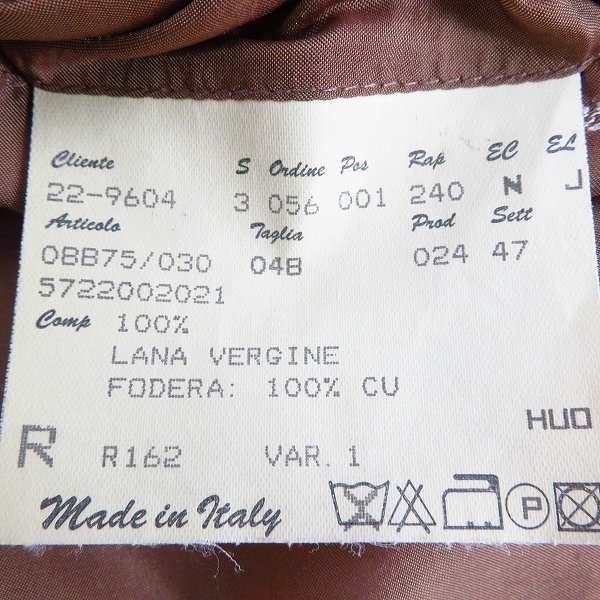 Cliente S Ordine Pos Rap EC EL
22-9604 3 056 001 240 N J
Articolo Taglia Prod Sett
08B75/030 048 024 47
5722002021
Comp 100%
LANA VERGINE
FODERA: 100% CU
HUO
R R162 VAR. 1
Made in Italy P